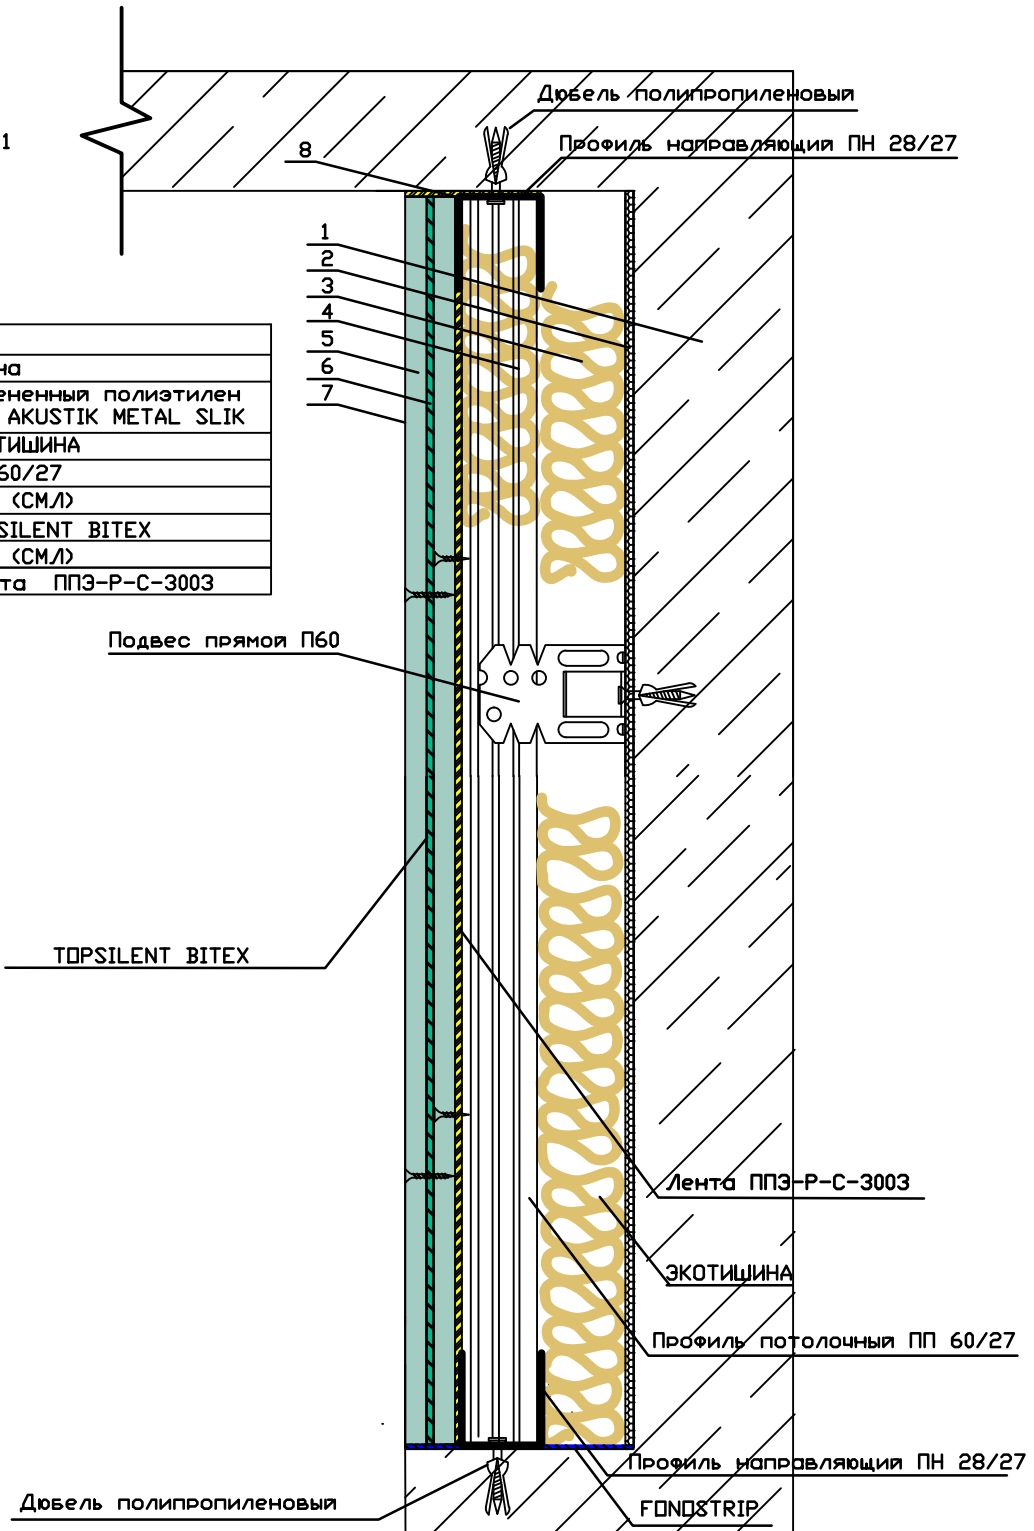 Дюбель полипропиленовый
1
Профиль направляющий ПН 28/27
8
1
2
3
4
5
6
7
на
ененный полиэтилен
AKUSTIK METAL SLIK
ТИШИНА
60/27
(СМЛ)
SILENT BITEX
(СМЛ)
та ППЭ-Р-С-3003
Подвес прямой П60
TOPSILENT BITEX
Лента ППЭ-Р-С-3003
ЭКОТИШИНА
Профиль потолочный ПП 60/27
Профиль направляющий ПН 28/27
Дюбель полипропиленовый
FONOSTRIP